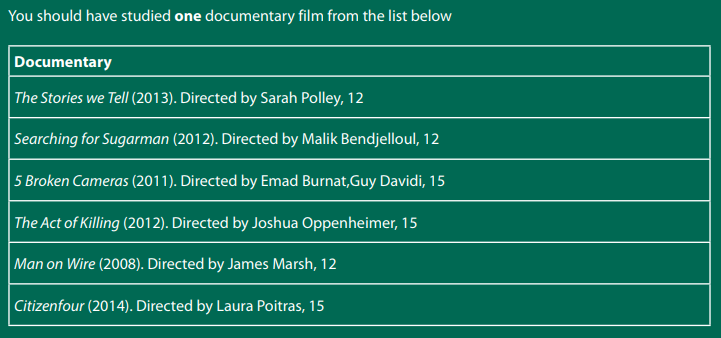 You should have studied one documentary film from the list below
Documentary
The Stories we Tell (2013). Directed by Sarah Polley, 12
Searching for Sugarman (2012). Directed by Malik Bendjelloul, 12
5 Broken Cameras (2011). Directed by Emad Burnat,Guy Davidi, 15
The Act of Killing (2012). Directed by Joshua Oppenheimer, 15
Man on Wire (2008). Directed by James Marsh, 12
Citizenfour (2014). Directed by Laura Poitras, 15